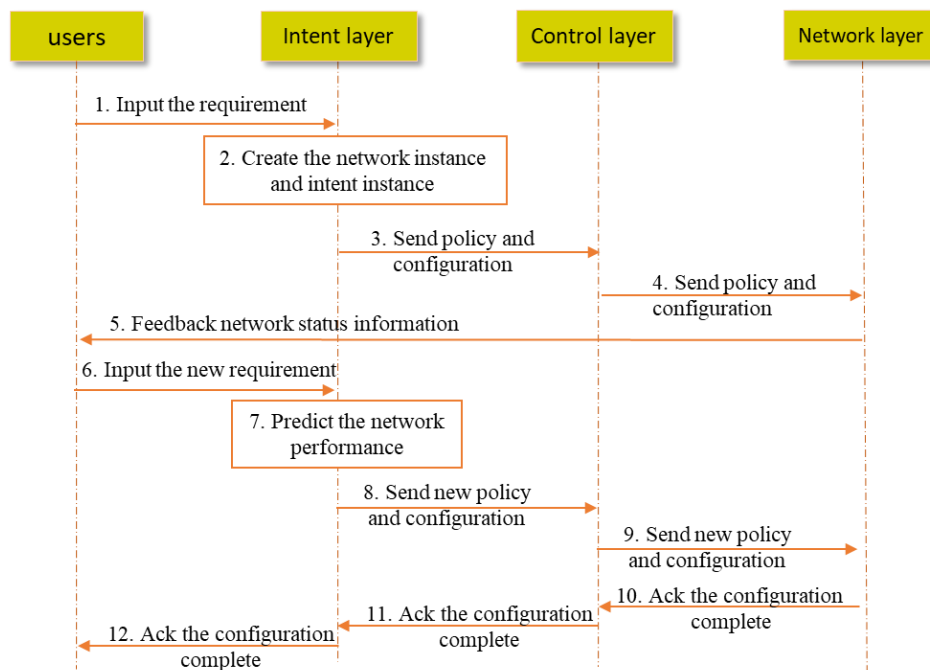 users
Intent layer
Control layer
Network layer
1. Input the requirement
2. Create the network instance
and intent instance
3. Send policy and
configuration
4. Send policy and
configuration
5. Feedback network status information
6. Input the new requirement
7. Predict the network
performance
8. Send new policy
and configuration
9. Send new policy
and configuration
10. Ack the configuration
complete
11. Ack the configuration
complete
12. Ack the configuration
complete